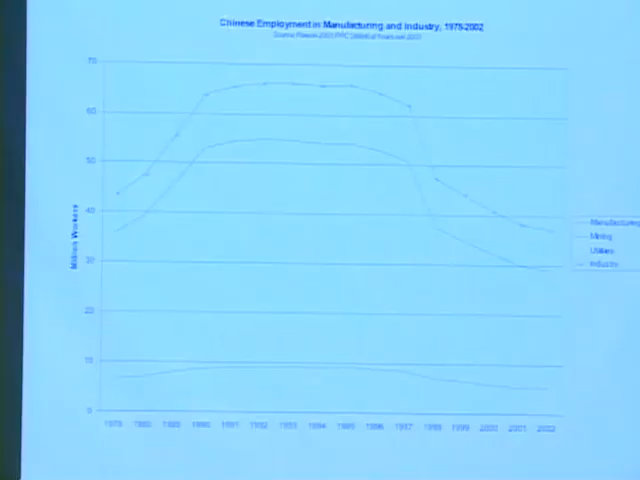 Chinese Employment in Manufacturing and Industry, 1978-2002
70
60
50
40
30
20
10
0
Million Workers
1978 1980 1985 1990 1991 1992 1993 1994 1995 1996 1997 1998 1999 2000 2001 2002
Manufacturing
Mining
Utilities
Industry